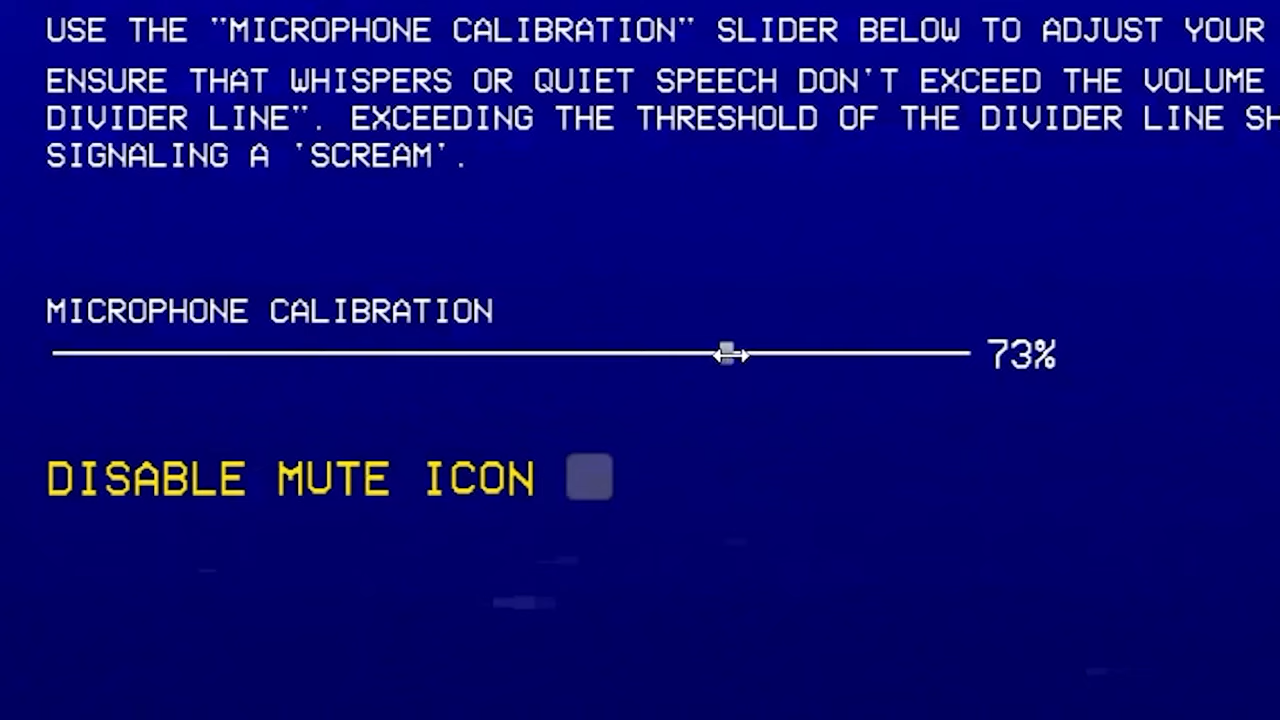 USE THE "MICROPHONE CALIBRATION" SLIDER BELOW TO ADJUST YOUR
ENSURE THAT WHISPERS OR QUIET SPEECH DON'T EXCEED THE VOLUME
DIVIDER LINE". EXCEEDING THE THRESHOLD OF THE DIVIDER LINE
SIGNALING A 'SCREAM'.
MICROPHONE CALIBRATION
73%
DISABLE MUTE ICON